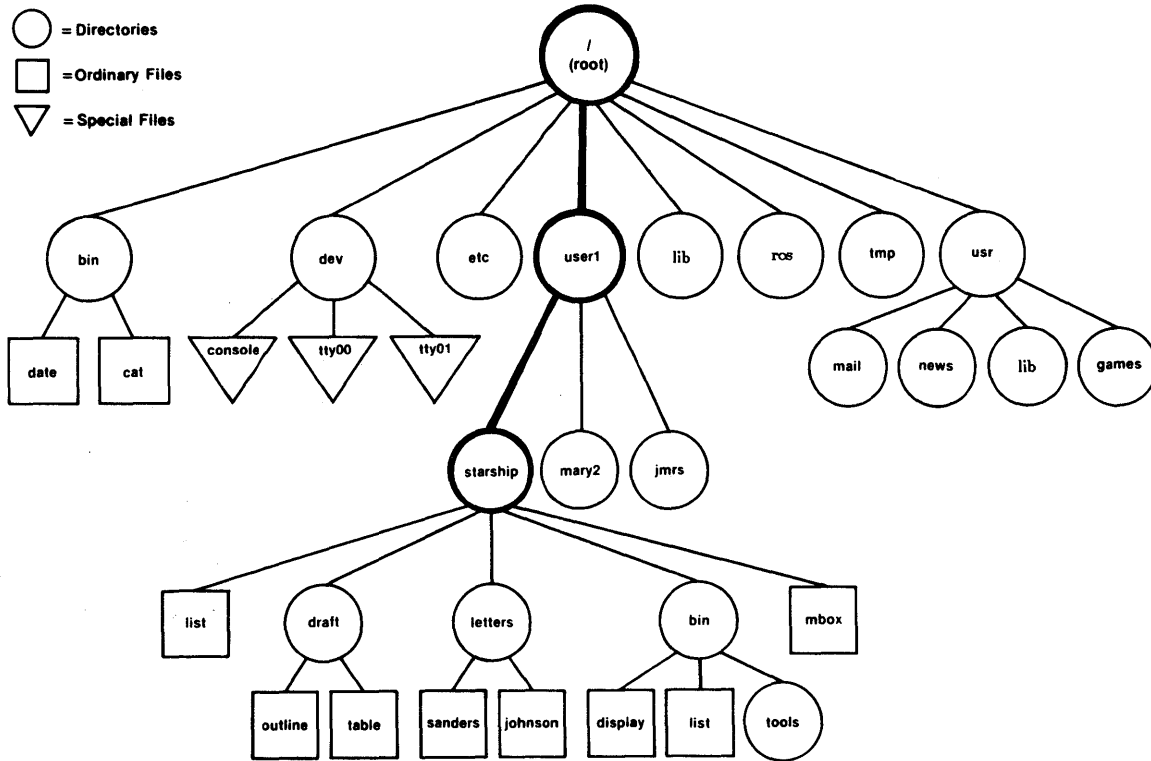 = Directories
= Ordinary Files
= Special Files
/
(root)
bin
dev
etc
user1
lib
ros
tmp
usr
date
cat
console
tty00
tty01
mail
news
lib
games
starship
mary2
jmrs
list
draft
letters
bin
mbox
outline
table
sanders
johnson
display
list
tools